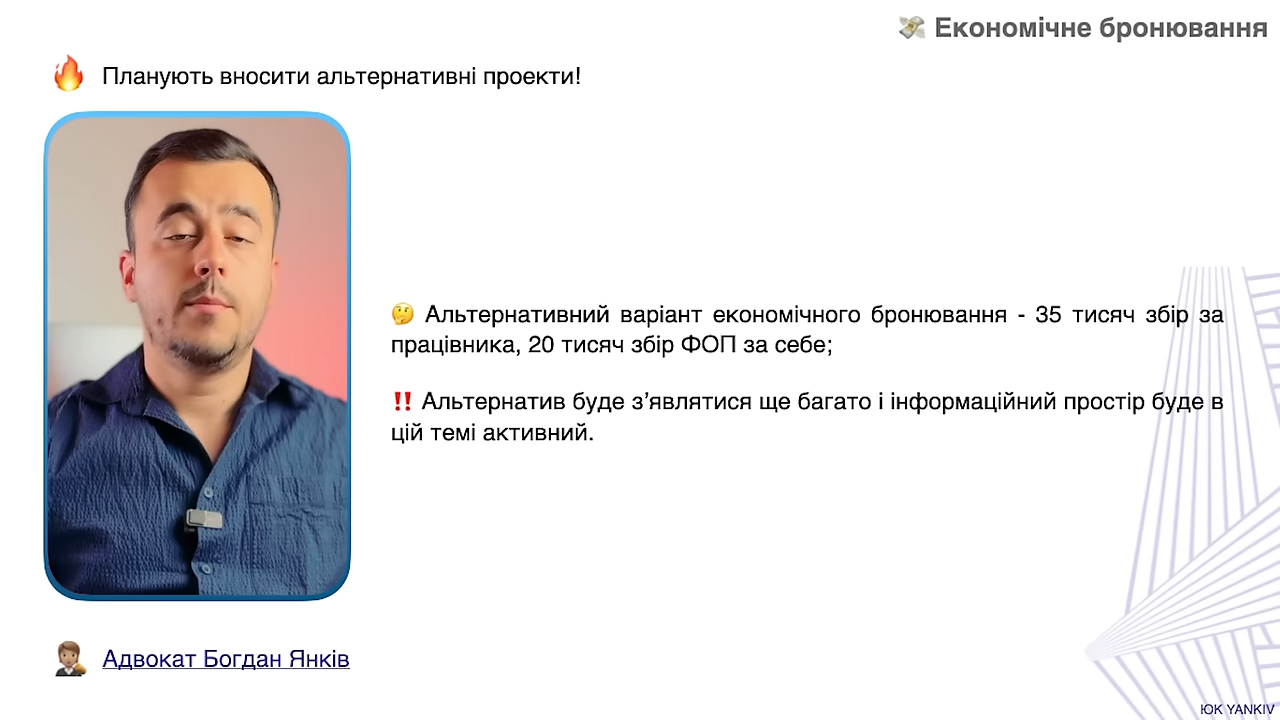 💸 Економічне бронювання
🔥 Планують вносити альтернативні проекти!
🤔 Альтернативний варіант економічного бронювання - 35 тисяч збір за
працівника, 20 тисяч збір ФОП за себе;
‼️ Альтернатив буде з’являтися ще багато і інформаційний простір буде в
цій темі активний.
Адвокат Богдан Янків
ЮК YANKIV